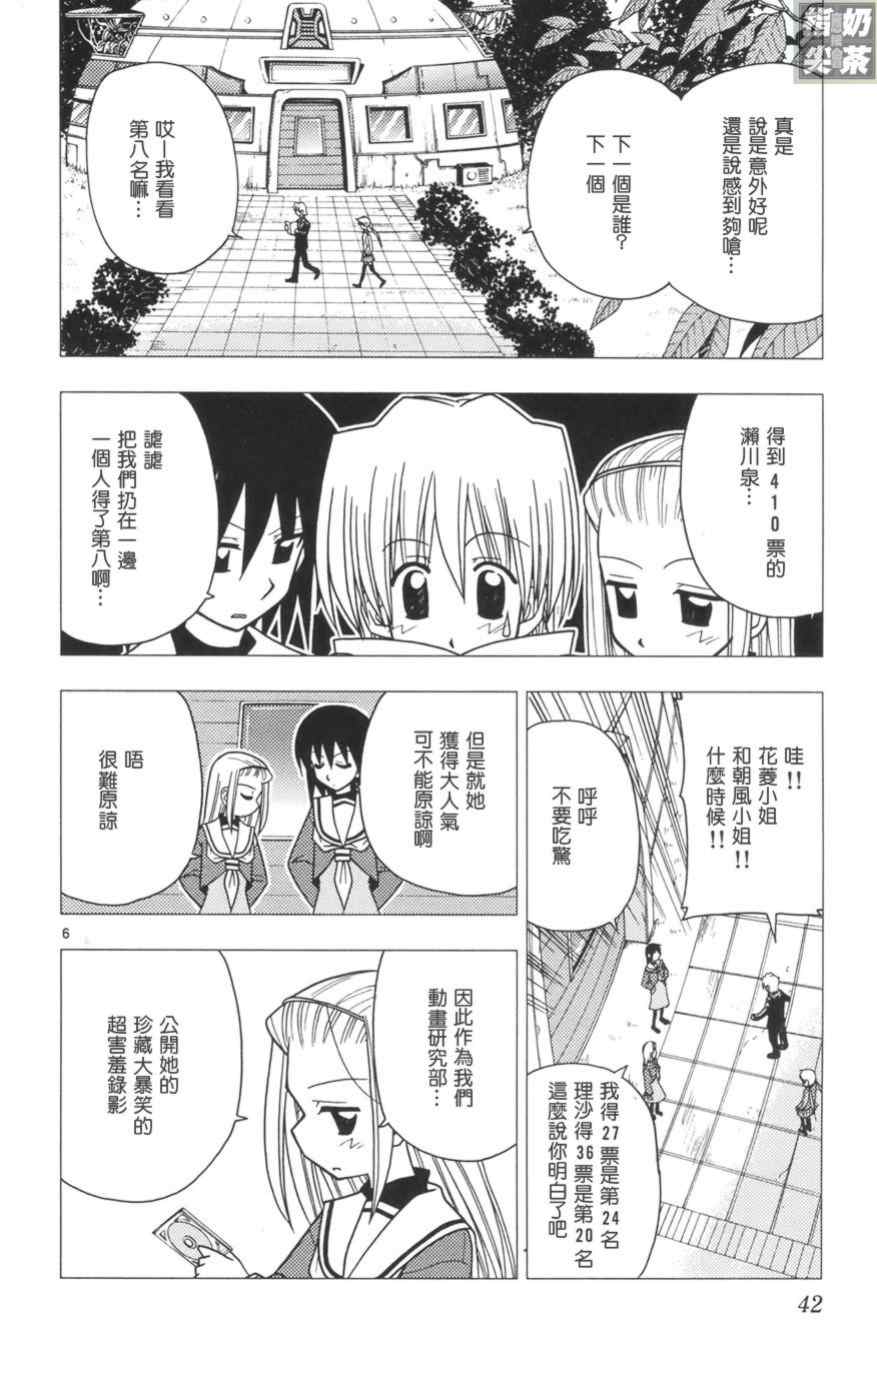 奶茶
真是
說是意外好呢
還是說感到夠嗆…
下一個是誰?
下一個
哎—我看看
第八名嘛…
得到410票的
瀨川泉…
謔謔
把我們扔在一邊
一個人得了第八啊…
哇!!
花菱小姐
和朝風小姐!!
什麼時候!!
呼呼
不要吃驚
我得27票是第24名
理沙得36票是第20名
這麼說你明白了吧
但是就她
獲得大人氣
可不能原諒啊
唔
很難原諒
6
因此作為我們
動畫研究部…
公開她的
珍藏大暴笑的
超害羞錄影
42